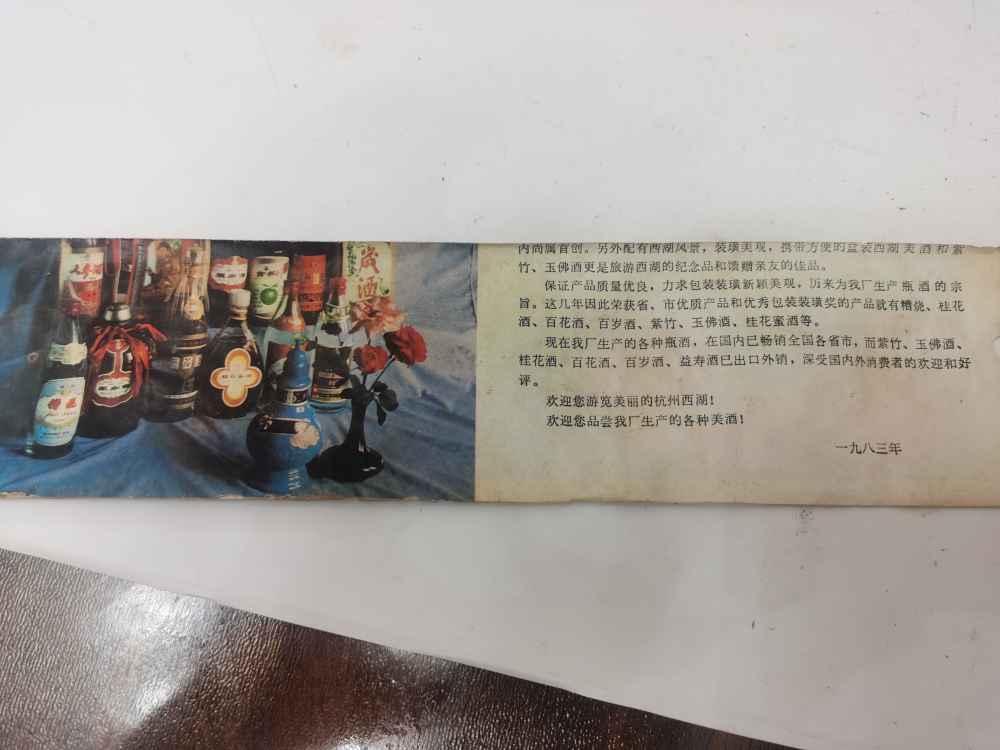 人参酒
岁
酒
特曲
内尚属首创。另外配有西湖风景，装璜美观，携带方便的盒装西湖美酒和紫
竹、玉佛酒更是旅游西湖的纪念品和馈赠亲友的佳品。
保证产品质量优良，力求包装装璜新颖美观，历来为我厂生产瓶酒的宗
旨。这几年因此荣获省、市优质产品和优秀包装装璜奖的产品就有糟烧、桂花
酒、百花酒、百岁酒、紫竹、玉佛酒、桂花蜜酒等。
现在我厂生产的各种瓶酒，在国内已畅销全国各省市，而紫竹、玉佛酒、
桂花酒、百花酒、百岁酒、益寿酒已出口外销，深受国内外消费者的欢迎和好
评。
欢迎您游览美丽的杭州西湖！
欢迎您品尝我厂生产的各种美酒！
一九八三年